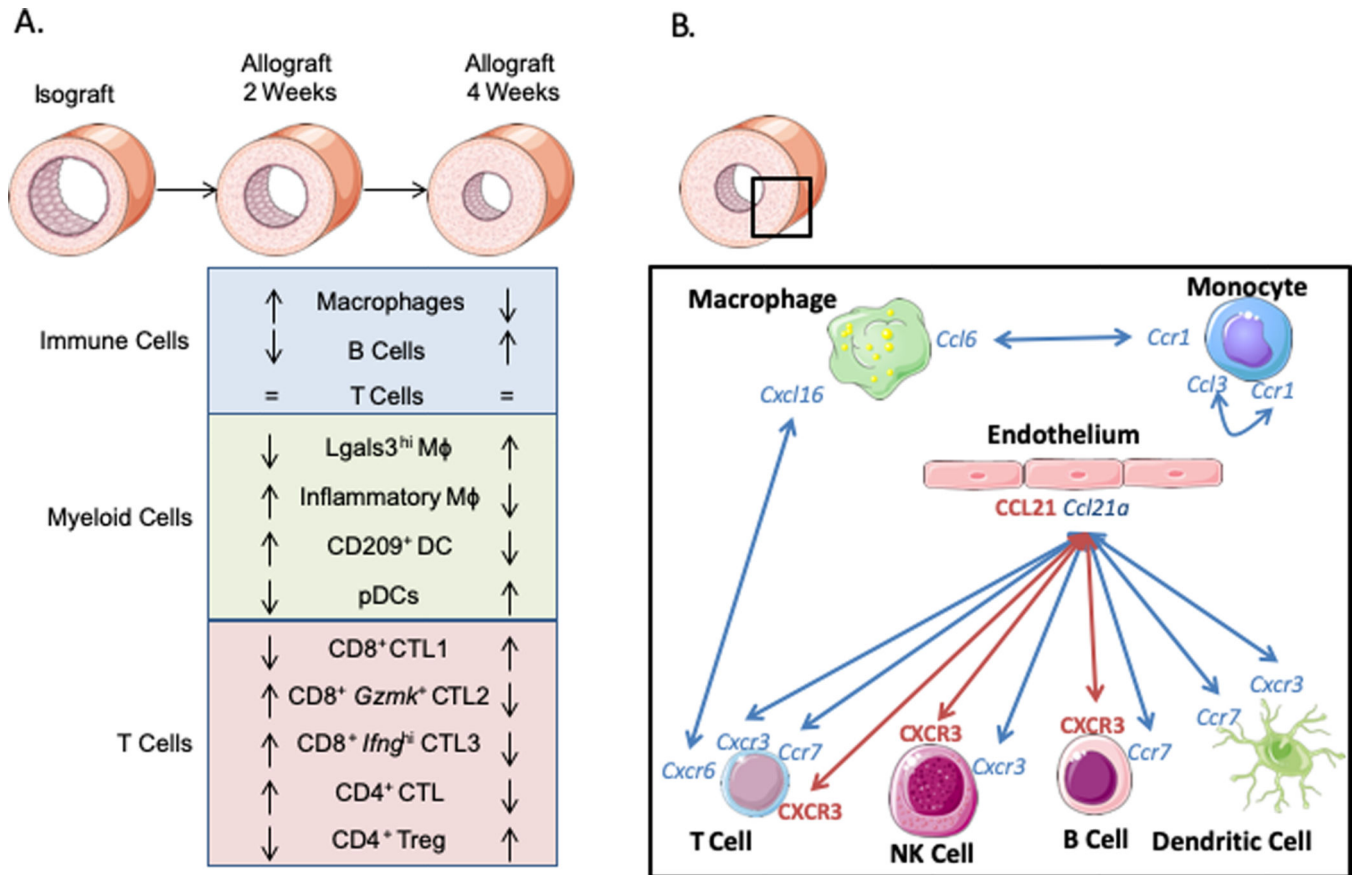 A.
Isograft
Allograft
2 Weeks
Allograft
4 Weeks
Immune Cells
↑ Macrophages ↓
↓ B Cells ↑
= T Cells =
Myeloid Cells
↓ Lgals3hi Mϕ ↑
↑ Inflammatory Mϕ ↓
↑ CD209+ DC ↓
↓ pDCs ↑
T Cells
↓ CD8+ CTL1 ↑
↑ CD8+ Gzmk+ CTL2 ↓
↑ CD8+ Ifnghi CTL3 ↓
↑ CD4+ CTL ↓
↓ CD4+ Treg ↑
B.
Macrophage
Monocyte
Ccl6
Ccr1
Cxcl16
Ccl3
Ccr1
Endothelium
CCL21 Ccl21a
Cxcr3
Ccr7
Cxcr6
CXCR3
T Cell
CXCR3
Cxcr3
NK Cell
CXCR3
Ccr7
B Cell
Cxcr3
Ccr7
Dendritic Cell